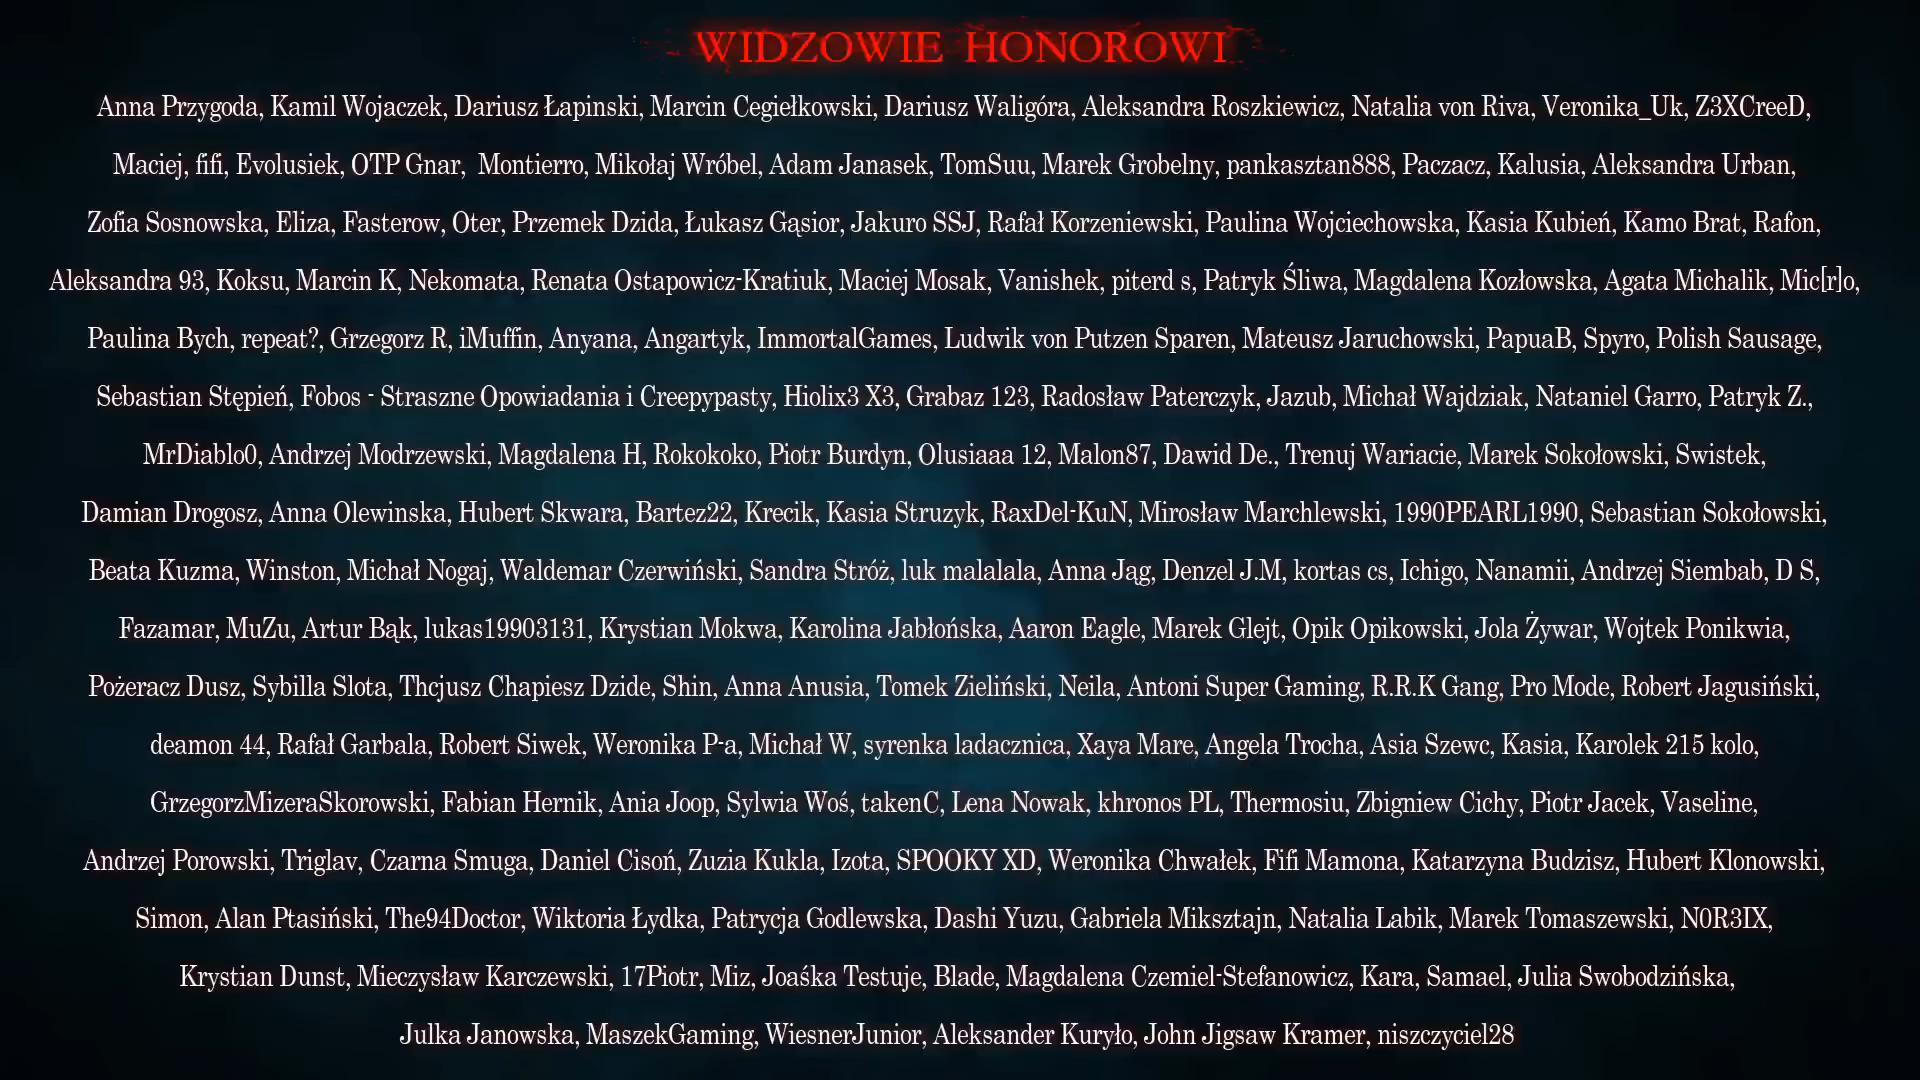 WIDZOWIE HONOROWI
Anna Przygoda, Kamil Wojaczek, Dariusz Łapinski, Marcin Cegiełkowski, Dariusz Waligóra, Aleksandra Roszkiewicz, Natalia von Riva, Veronika_Uk, Z3XCreeD,
Maciej, fifi, Evolusiek, OTP Gnar, Montierro, Mikołaj Wróbel, Adam Janasek, TomSuu, Marek Grobelny, pankasztan888, Paczacz, Kalusia, Aleksandra Urban,
Zofia Sosnowska, Eliza, Fasterow, Oter, Przemek Dzida, Łukasz Gąsior, Jakuro SSJ, Rafał Korzeniewski, Paulina Wojciechowska, Kasia Kubień, Kamo Brat, Rafon,
Aleksandra 93, Koksu, Marcin K, Nekomata, Renata Ostapowicz-Kratiuk, Maciej Mosak, Vanishek, piterd s, Patryk Śliwa, Magdalena Kozłowska, Agata Michalik, Mic[r]o,
Paulina Bych, repeat?, Grzegorz R, iMuffin, Anyana, Angartyk, ImmortalGames, Ludwik von Putzen Sparen, Mateusz Jaruchowski, PapuaB, Spyro, Polish Sausage,
Sebastian Stępień, Fobos - Straszne Opowiadania i Creepypasty, Hiolix3 X3, Grabaz 123, Radosław Paterczyk, Jazub, Michał Wajdziak, Nataniel Garro, Patryk Z.,
MrDiablo0, Andrzej Modrzewski, Magdalena H, Rokokoko, Piotr Burdyn, Olusiaaa 12, Malon87, Dawid De., Trenuj Wariacie, Marek Sokołowski, Swistek,
Damian Drogosz, Anna Olewinska, Hubert Skwara, Bartez22, Krecik, Kasia Struzyk, RaxDel-KuN, Mirosław Marchlewski, 1990PEARL1990, Sebastian Sokołowski,
Beata Kuzma, Winston, Michał Nogaj, Waldemar Czerwiński, Sandra Stróż, luk malalala, Anna Jąg, Denzel J.M, kortas cs, Ichigo, Nanamii, Andrzej Siembab, D S,
Fazamar, MuZu, Artur Bąk, lukas19903131, Krystian Mokwa, Karolina Jabłońska, Aaron Eagle, Marek Glejt, Opik Opikowski, Jola Żywar, Wojtek Ponikwia,
Pożeracz Dusz, Sybilla Slota, Thcjusz Chapiesz Dzide, Shin, Anna Anusia, Tomek Zieliński, Neila, Antoni Super Gaming, R.R.K Gang, Pro Mode, Robert Jagusiński,
deamon 44, Rafał Garbala, Robert Siwek, Weronika P-a, Michał W, syrenka ladacznica, Xaya Mare, Angela Trocha, Asia Szewc, Kasia, Karolek 215 kolo,
GrzegorzMizeraSkorowski, Fabian Hernik, Ania Joop, Sylwia Woś, takenC, Lena Nowak, khronos PL, Thermosiu, Zbigniew Cichy, Piotr Jacek, Vaseline,
Andrzej Porowski, Triglav, Czarna Smuga, Daniel Cisoń, Zuzia Kukla, Izota, SPOOKY XD, Weronika Chwałek, Fifi Mamona, Katarzyna Budzisz, Hubert Klonowski,
Simon, Alan Ptasiński, The94Doctor, Wiktoria Łydka, Patrycja Godlewska, Dashi Yuzu, Gabriela Miksztajn, Natalia Labik, Marek Tomaszewski, N0R3IX,
Krystian Dunst, Mieczysław Karczewski, 17Piotr, Miz, Joaśka Testuje, Blade, Magdalena Czemiel-Stefanowicz, Kara, Samael, Julia Swobodzińska,
Julka Janowska, MaszekGaming, WiesnerJunior, Aleksander Kuryło, John Jigsaw Kramer, niszczyciel28